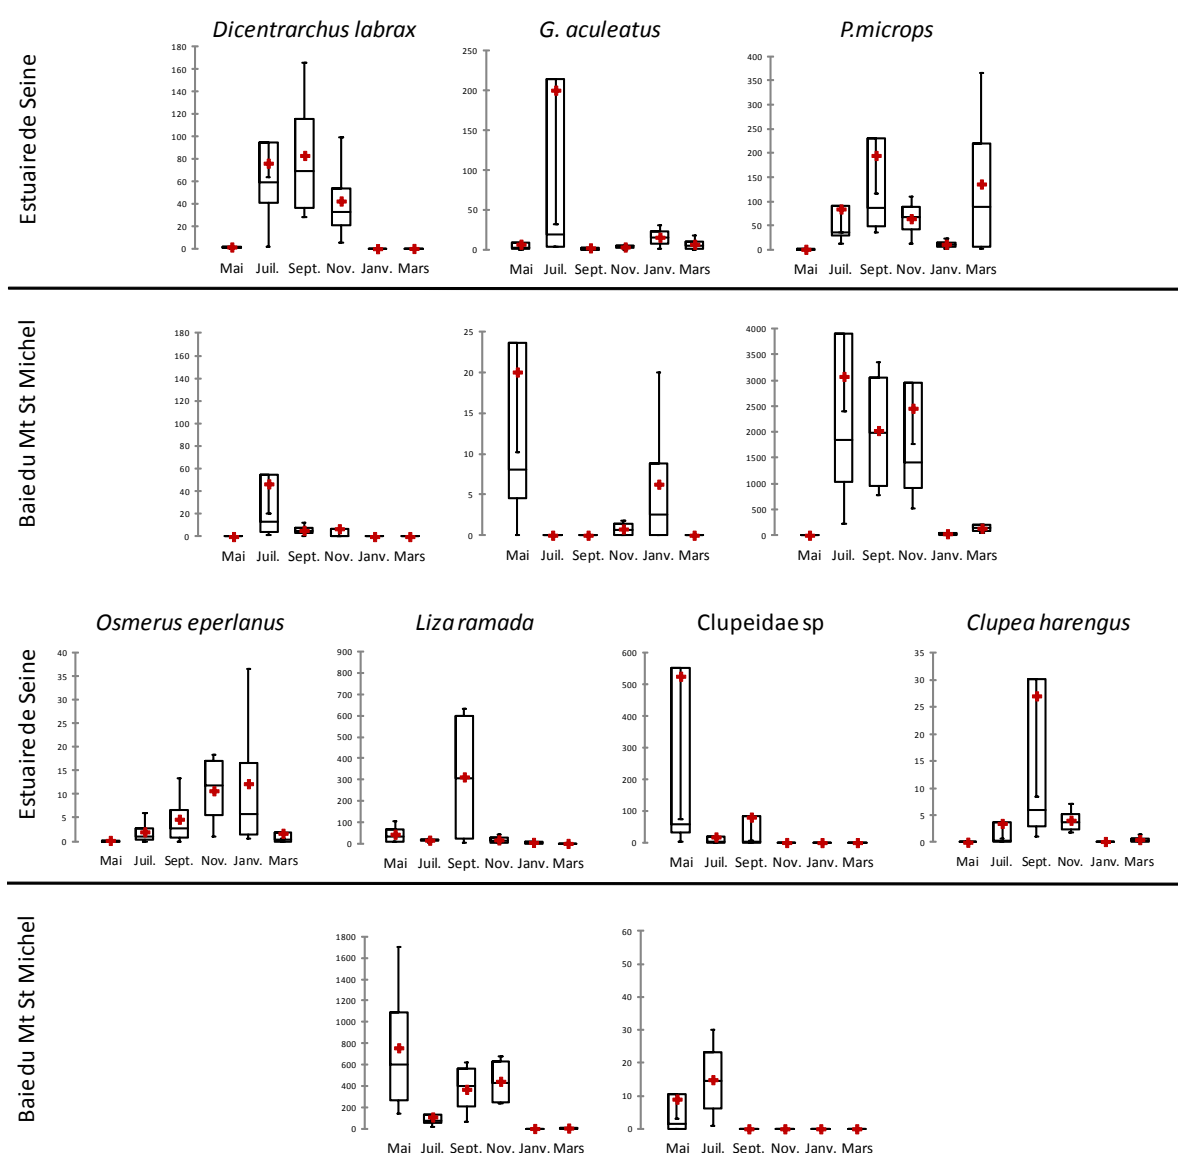 Dicentrarchus labrax G. aculeatus P.microps
Estuaire de Seine
180 160 140 120 100 80 60 40 20 0
Mai Juil. Sept. Nov. Janv. Mars
250 200 150 100 50 0
Mai Juil. Sept. Nov. Janv. Mars
400 350 300 250 200 150 100 50 0
Mai Juil. Sept. Nov. Janv. Mars
Baie du Mt St Michel
180 160 140 120 100 80 60 40 20 0
Mai Juil. Sept. Nov. Janv. Mars
25 20 15 10 5 0
Mai Juil. Sept. Nov. Janv. Mars
4000 3500 3000 2500 2000 1500 1000 500 0
Mai Juil. Sept. Nov. Janv. Mars
Osmerus eperlanus Liza ramada Clupeidae sp Clupea harengus
Estuaire de Seine
40 35 30 25 20 15 10 5 0
Mai Juil. Sept. Nov. Janv. Mars
900 800 700 600 500 400 300 200 100 0
Mai Juil. Sept. Nov. Janv. Mars
600 500 400 300 200 100 0
Mai Juil. Sept. Nov. Janv. Mars
35 30 25 20 15 10 5 0
Mai Juil. Sept. Nov. Janv. Mars
Baie du Mt St Michel
1800 1600 1400 1200 1000 800 600 400 200 0
Mai Juil. Sept. Nov. Janv. Mars
60 50 40 30 20 10 0
Mai Juil. Sept. Nov. Janv. Mars